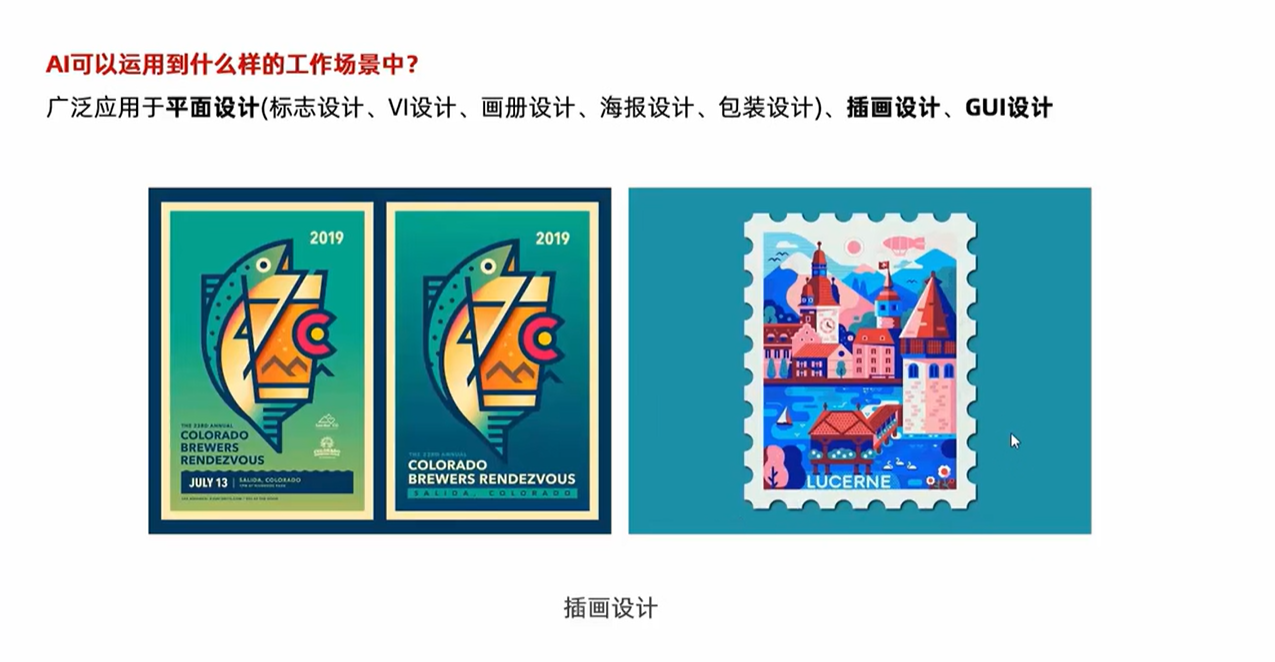 AI可以运用到什么样的工作场景中?
广泛应用于平面设计(标志设计、VI设计、画册设计、海报设计、包装设计)、插画设计、GUI设计
2019
THE 23RD ANNUAL
COLORADO
BREWERS
RENDEZVOUS
JULY 13
SALIDA, COLORADO
2019
THE 23RD ANNUAL
COLORADO
BREWERS RENDEZVOUS
SALIDA, COLORADO
LUCERNE
插画设计